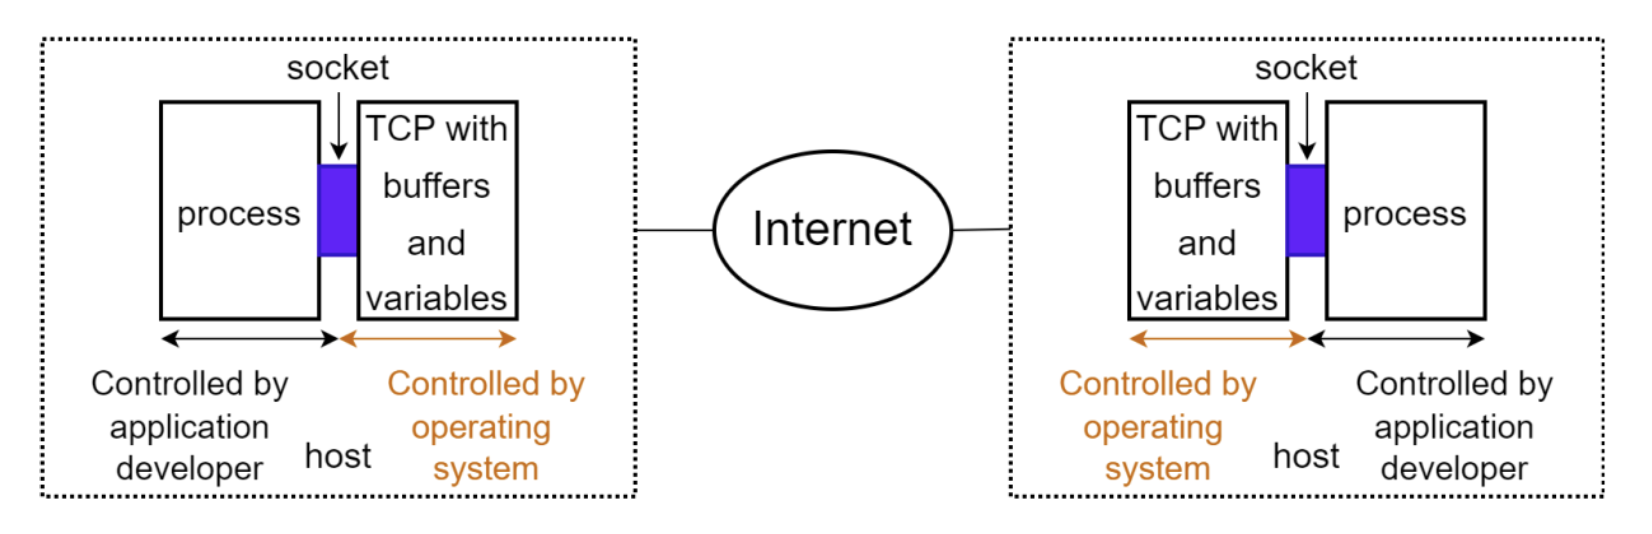 socket
process
TCP with
buffers
and
variables
Controlled by
application
developer
host
Controlled by
operating
system
Internet
socket
TCP with
buffers
and
variables
process
Controlled by
operating
system
host
Controlled by
application
developer